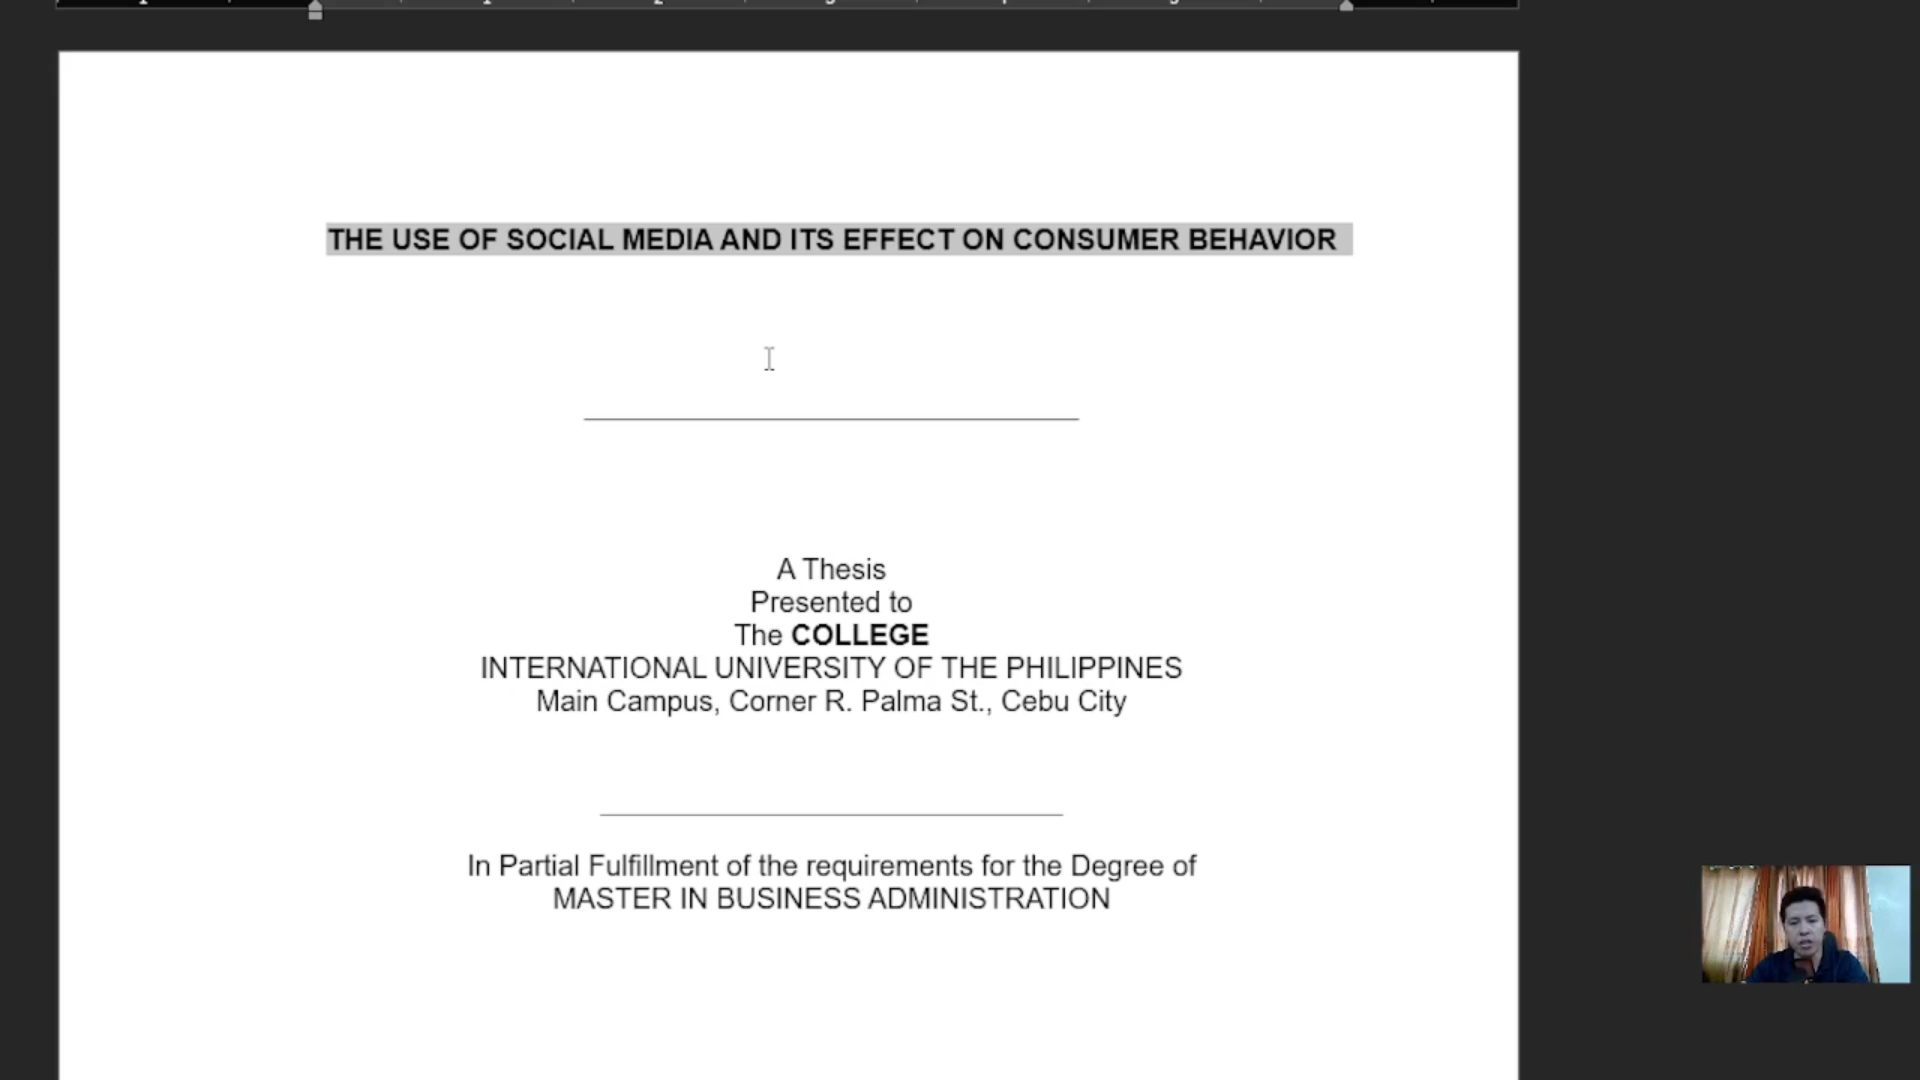 THE USE OF SOCIAL MEDIA AND ITS EFFECT ON CONSUMER BEHAVIOR
A Thesis
Presented to
The COLLEGE
INTERNATIONAL UNIVERSITY OF THE PHILIPPINES
Main Campus, Corner R. Palma St., Cebu City
In Partial Fulfillment of the requirements for the Degree of
MASTER IN BUSINESS ADMINISTRATION